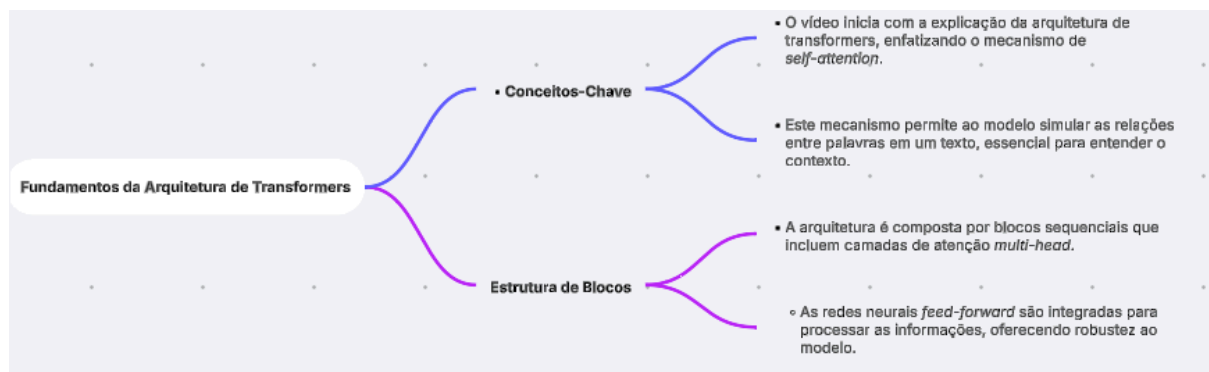 Fundamentos da Arquitetura de Transformers
• Conceitos-Chave
▪ O vídeo inicia com a explicação da arquitetura de
transformers, enfatizando o mecanismo de
self-attention.
▪ Este mecanismo permite ao modelo simular as relações
entre palavras em um texto, essencial para entender o
contexto.
Estrutura de Blocos
▪ A arquitetura é composta por blocos sequenciais que
incluem camadas de atenção multi-head.
○ As redes neurais feed-forward são integradas para
processar as informações, oferecendo robustez ao
modelo.